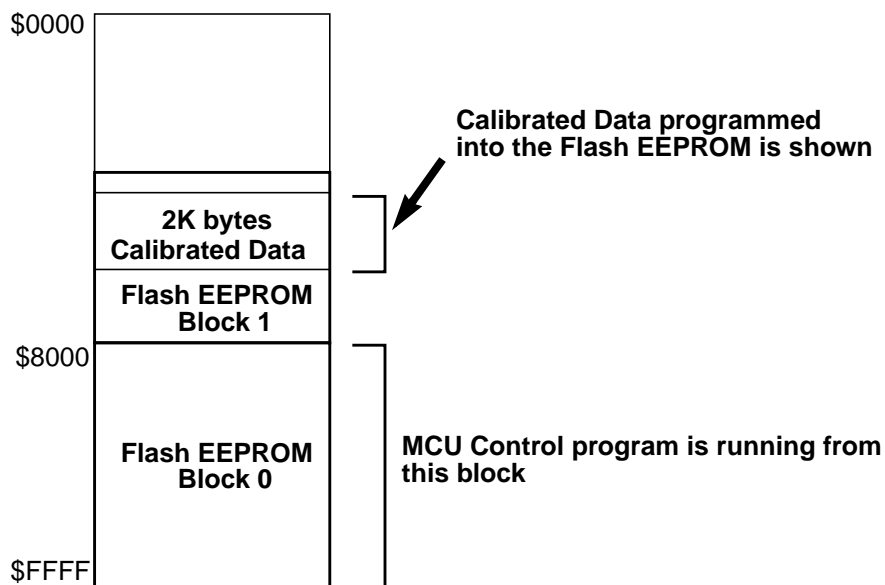 $0000
Calibrated Data programmed
into the Flash EEPROM is shown
2K bytes
Calibrated Data
Flash EEPROM
Block 1
$8000
Flash EEPROM
Block 0
MCU Control program is running from
this block
$FFFF